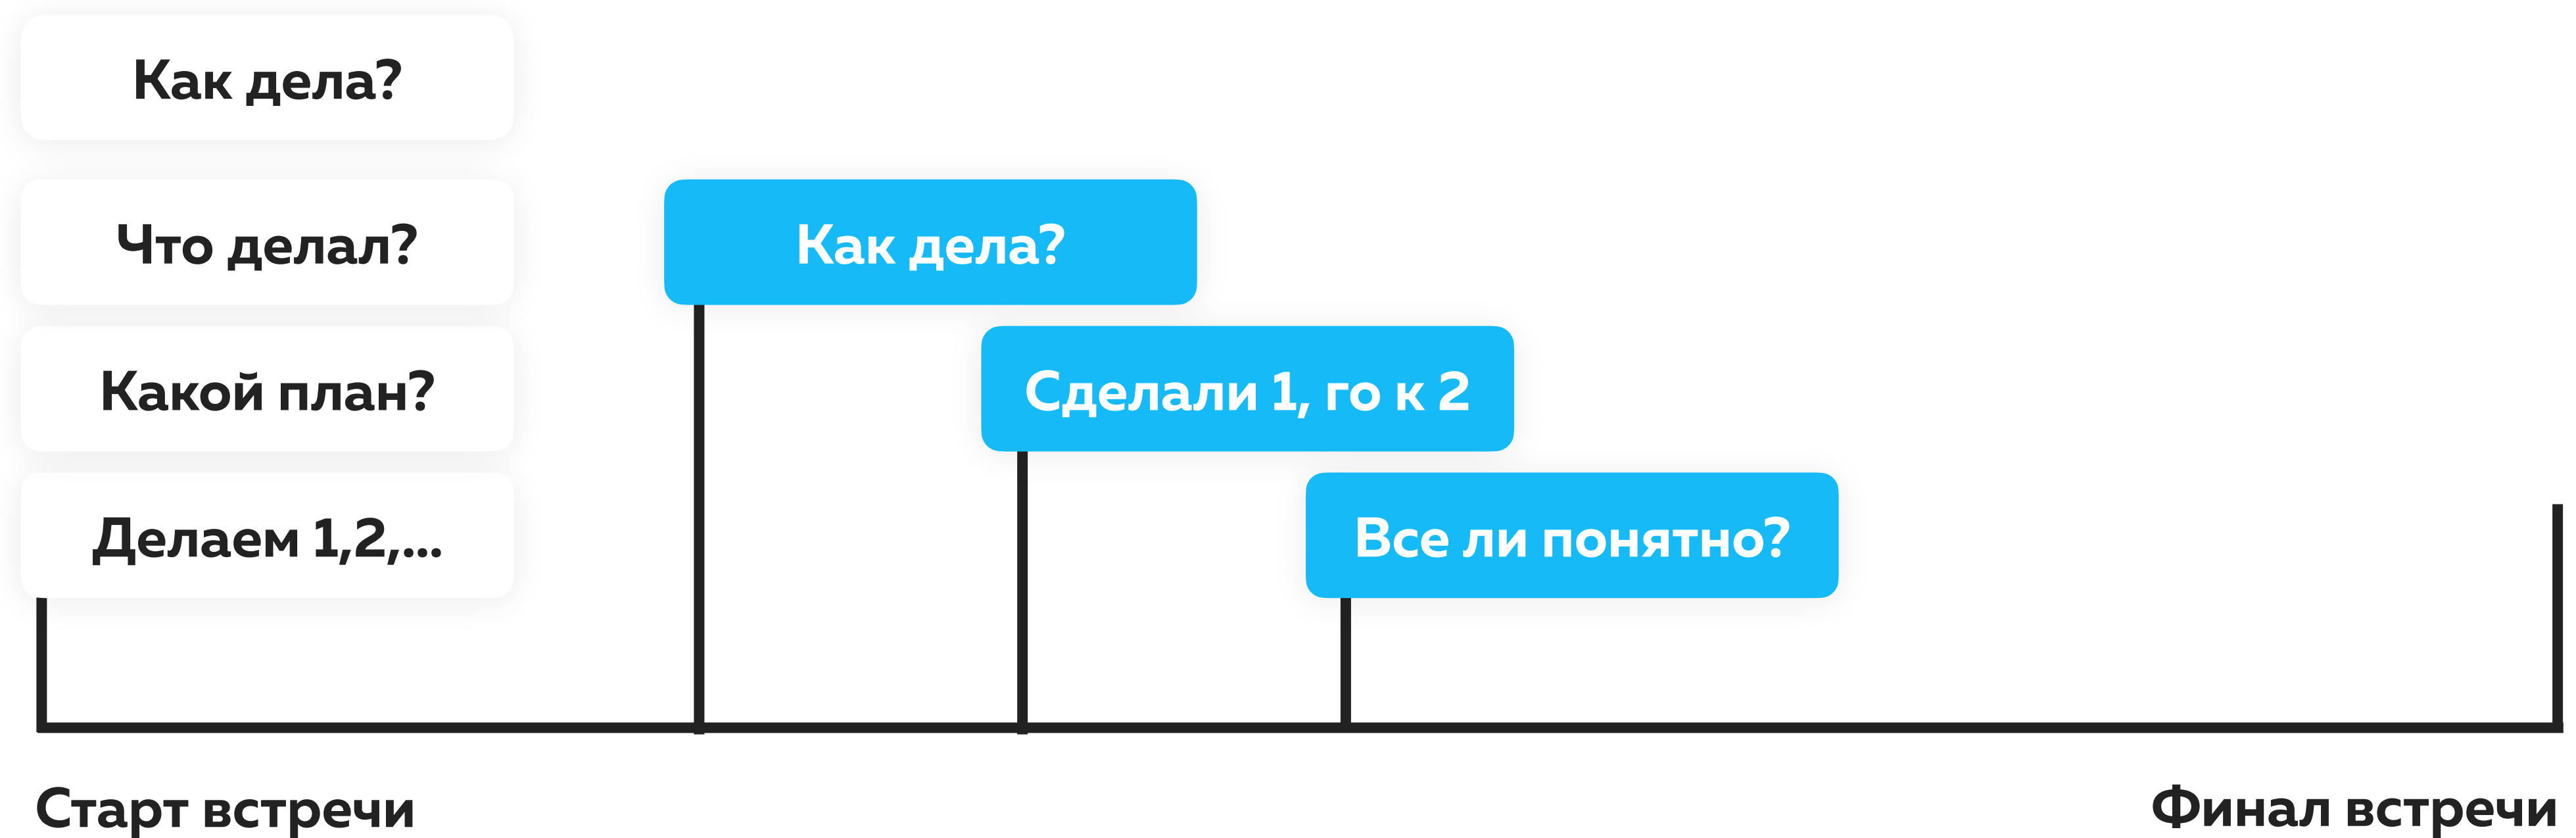 Как дела?
Что делал?
Как дела?
Какой план?
Сделали 1, го к 2
Делаем 1,2,...
Все ли понятно?
Старт встречи
Финал встречи